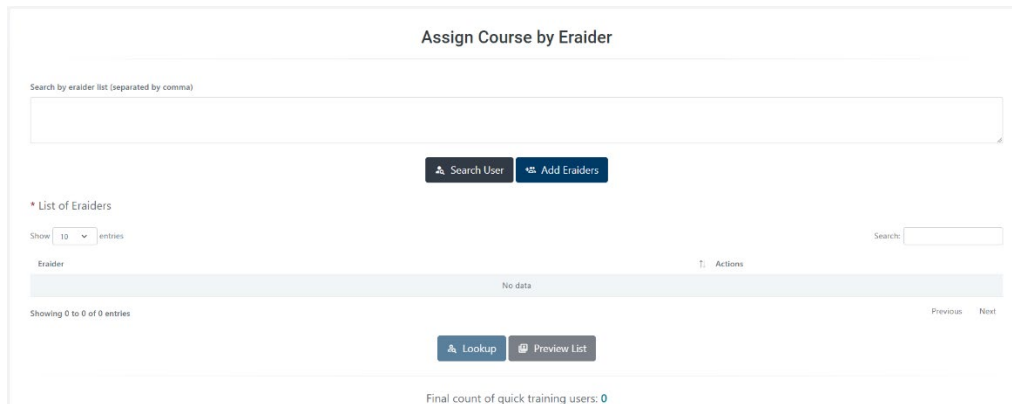 Assign Course by Eraider
Search by eraider list (separated by comma)
Search User Add Eraiders
* List of Eraiders
Show 10 entries Search:
Eraider Actions
No data
Showing 0 to 0 of 0 entries Previous Next
Lookup Preview List
Final count of quick training users: 0